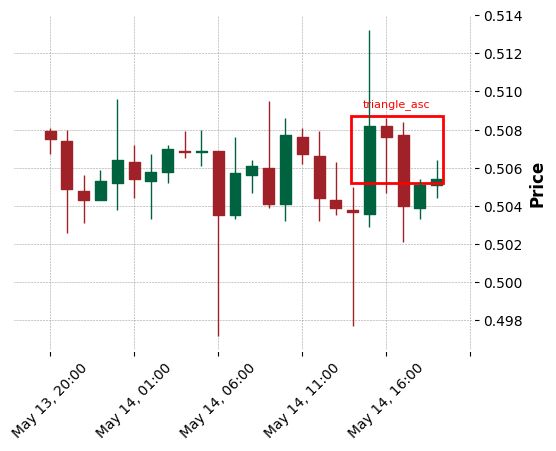 0.514
0.512
0.510
triangle_asc
0.508
0.506
Price
0.504
0.502
0.500
0.498
May 13, 20:00
May 14, 01:00
May 14, 06:00
May 14, 11:00
May 14, 16:00